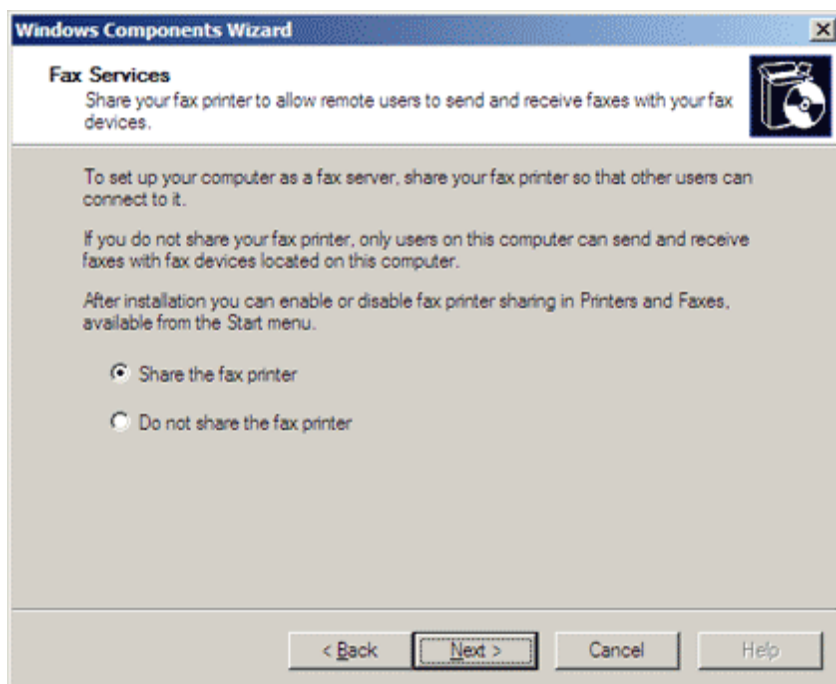 Windows Components Wizard
Fax Services
Share your fax printer to allow remote users to send and receive faxes with your fax
devices.
To set up your computer as a fax server, share your fax printer so that other users can
connect to it.
If you do not share your fax printer, only users on this computer can send and receive
faxes with fax devices located on this computer.
After installation you can enable or disable fax printer sharing in Printers and Faxes,
available from the Start menu.
Share the fax printer
Do not share the fax printer
< Back
Next >
Cancel
Help